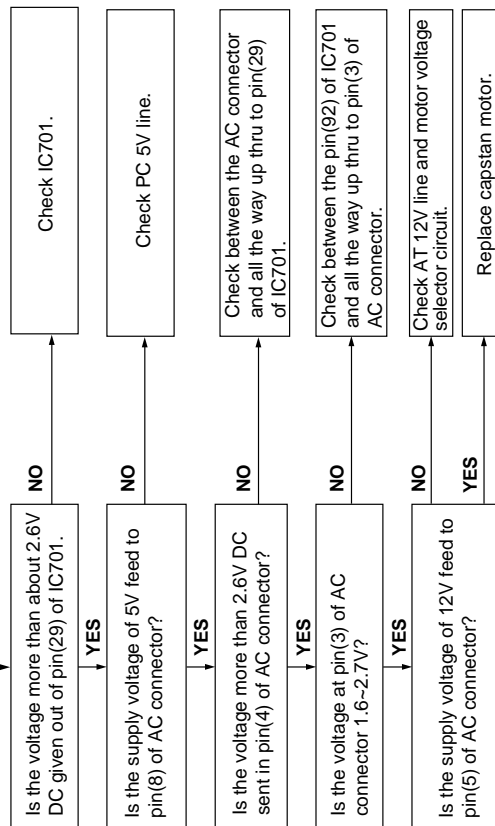 Is the voltage more than about 2.6V
DC given out of pin(29) of IC701.
NO
Check IC701.
YES
Is the supply voltage of 5V feed to
pin(8) of AC connector?
NO
Check PC 5V line.
YES
Is the voltage more than 2.6V DC
sent in pin(4) of AC connector?
NO
Check between the AC connector
and all the way up thru to pin(29)
of IC701.
YES
Is the voltage at pin(3) of AC
connector 1.6~2.7V?
NO
Check between the pin(92) of IC701
and all the way up thru to pin(3) of
AC connector.
YES
Is the supply voltage of 12V feed to
pin(5) of AC connector?
NO
Check AT 12V line and motor voltage
selector circuit.
YES
Replace capstan motor.